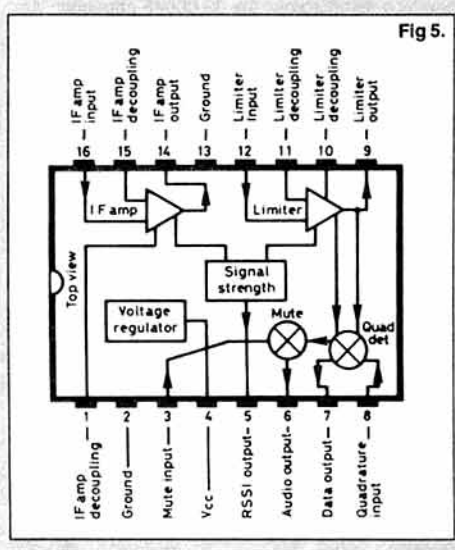 Fig 5.
IF amp
input
IF amp
decoupling
IF amp
output
Ground
Limiter
Input
Limiter
decoupling
Limiter
decoupling
Limiter
output
16
15
14
13
12
11
10
9
IF amp
Limiter
Top view
Signal
strength
Voltage
regulator
Mute
Quad
det
1
2
3
4
5
6
7
8
IF amp
decoupling
Ground
Mute input
Vcc
RSSI output
Audio output
Data output
Quadrature
input